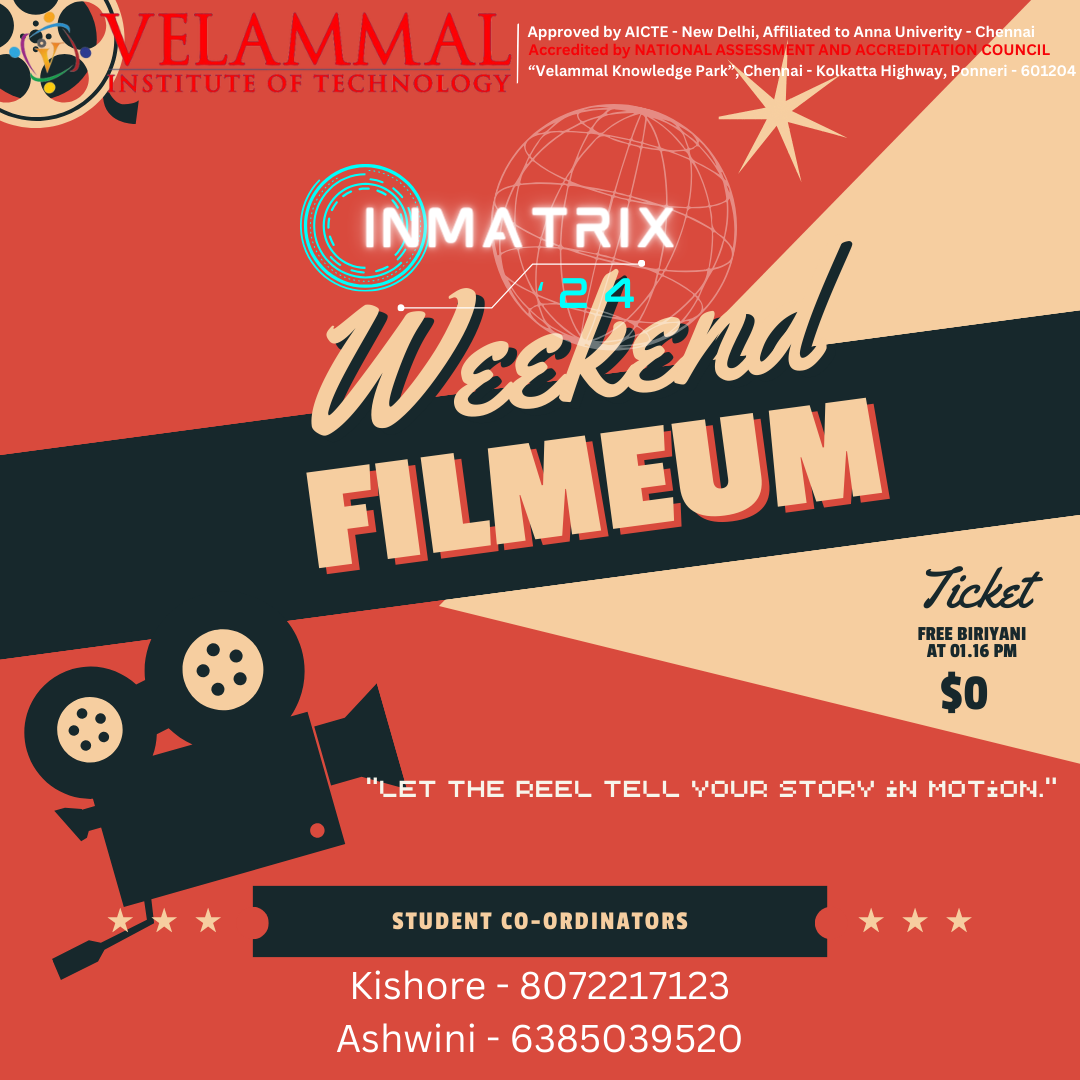 VELAMMAL
INSTITUTE OF TECHNOLOGY
Approved by AICTE - New Delhi, Affiliated to Anna Univerity - Chennai
Accredited by NATIONAL ASSESSMENT AND ACCREDITATION COUNCIL
“Velammal Knowledge Park”, Chennai - Kolkatta Highway, Ponneri - 601204
INMATRIX
‘24
Weekend
FILMEUM
Ticket
FREE BIRIYANI
AT 01.16 PM
$0
"LET THE REEL TELL YOUR STORY IN MOTION."
STUDENT CO-ORDINATORS
Kishore - 8072217123
Ashwini - 6385039520